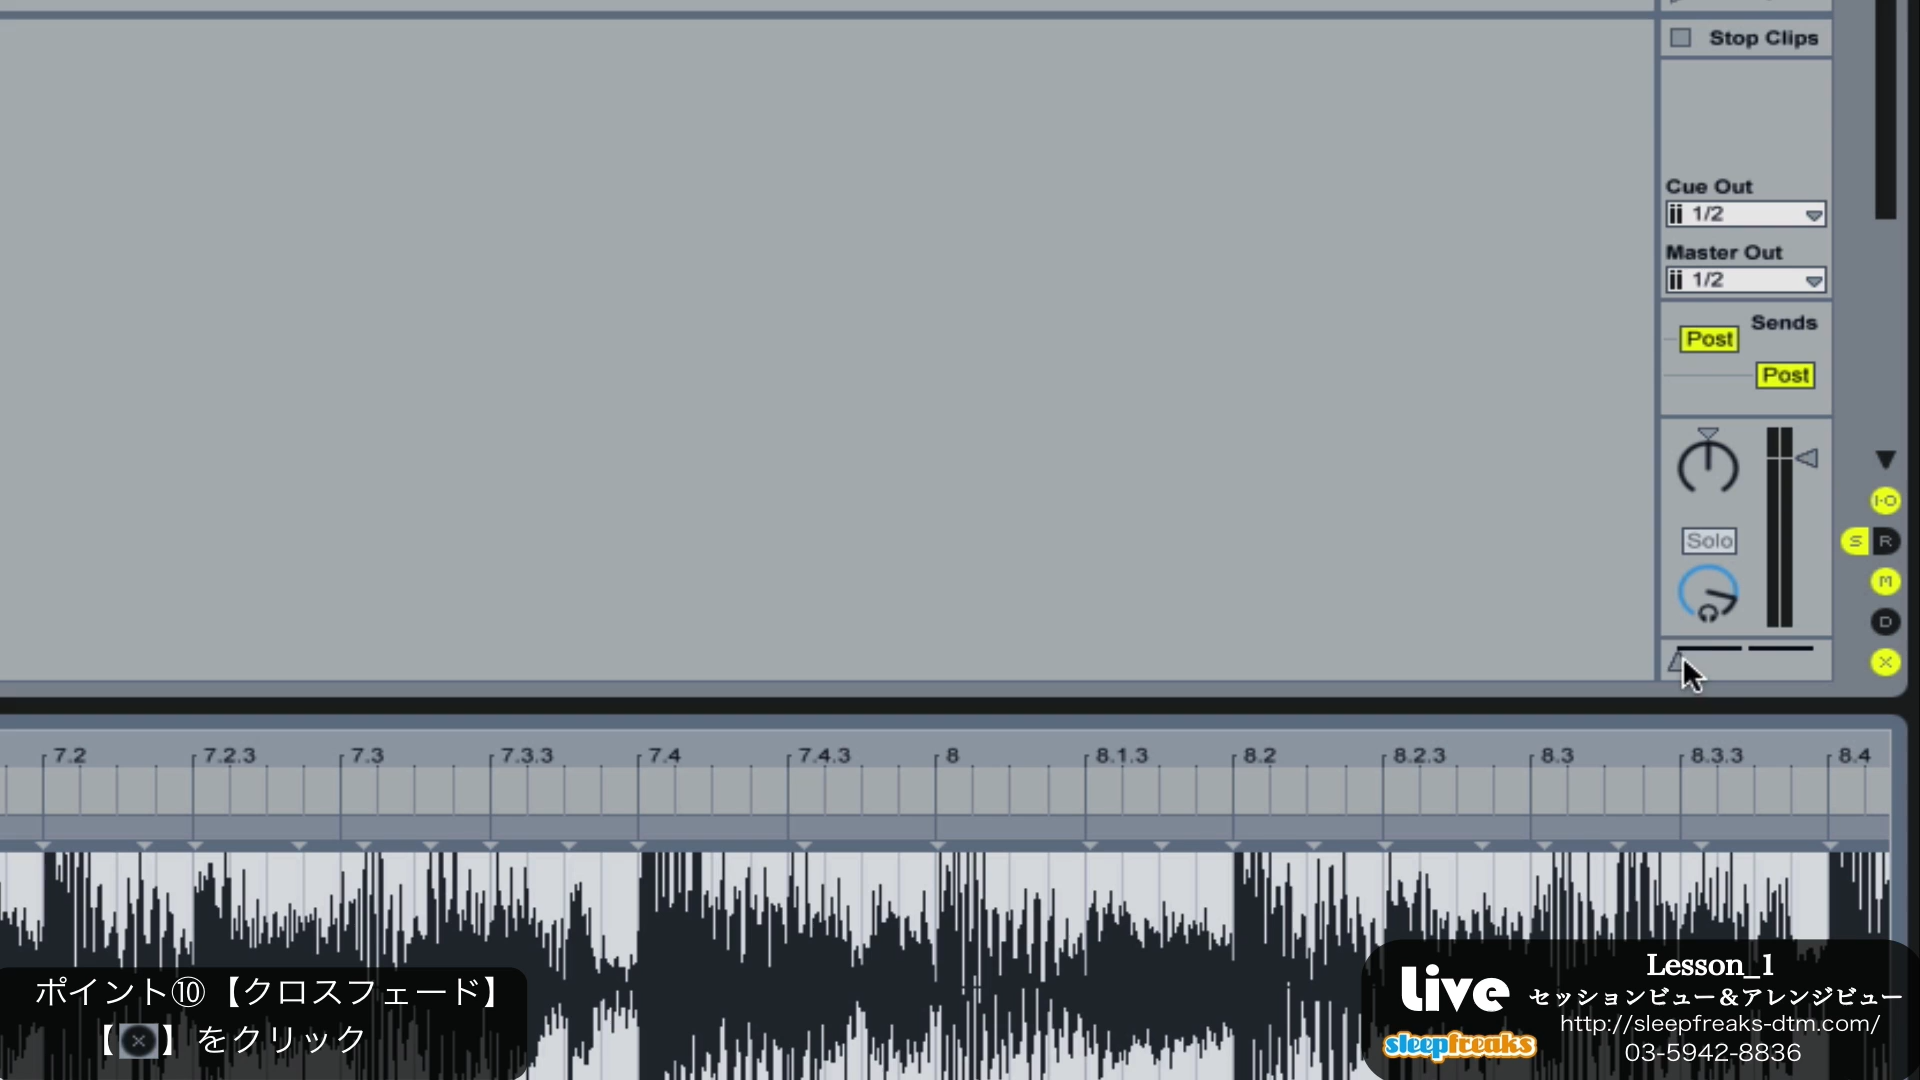 Stop Clips
Cue Out
1/2
Master Out
1/2
Sends
Post
Post
Solo
I-O
S R
M
D
X
7.2 7.2.3 7.3 7.3.3 7.4 7.4.3 8 8.1.3 8.2 8.2.3 8.3 8.3.3 8.4
ポイント⑩【クロスフェード】
【×】をクリック
Live
sleepfreaks
Lesson_1
セッションビュー＆アレンジビュー
http://sleepfreaks-dtm.com/
03-5942-8836